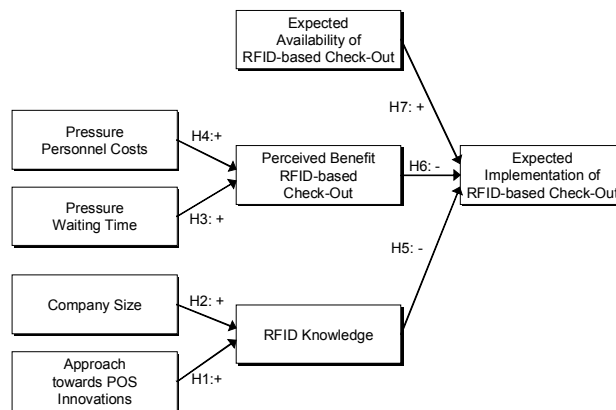 Expected
Availability of
RFID-based Check-Out
H7: +
Pressure
Personnel Costs
H4:+
Perceived Benefit
RFID-based
Check-Out
H6: -
Expected
Implementation of
RFID-based Check-Out
Pressure
Waiting Time
H3: +
H5: -
Company Size
H2: +
RFID Knowledge
Approach
towards POS
Innovations
H1:+